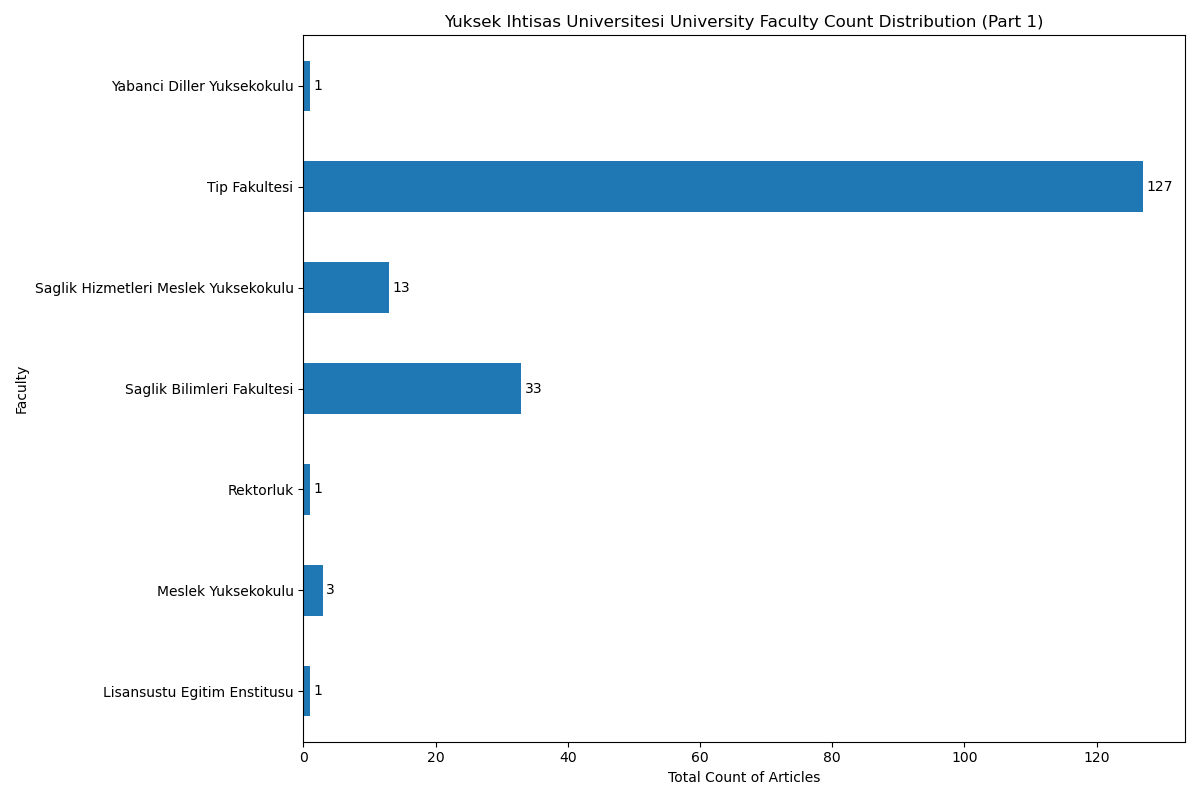 Yuksek Ihtisas Universitesi University Faculty Count Distribution (Part 1)
Faculty
Yabanci Diller Yuksekokulu 1
Tip Fakultesi 127
Saglik Hizmetleri Meslek Yuksekokulu 13
Saglik Bilimleri Fakultesi 33
Rektorluk 1
Meslek Yuksekokulu 3
Lisansustu Egitim Enstitusu 1
0 20 40 60 80 100 120
Total Count of Articles